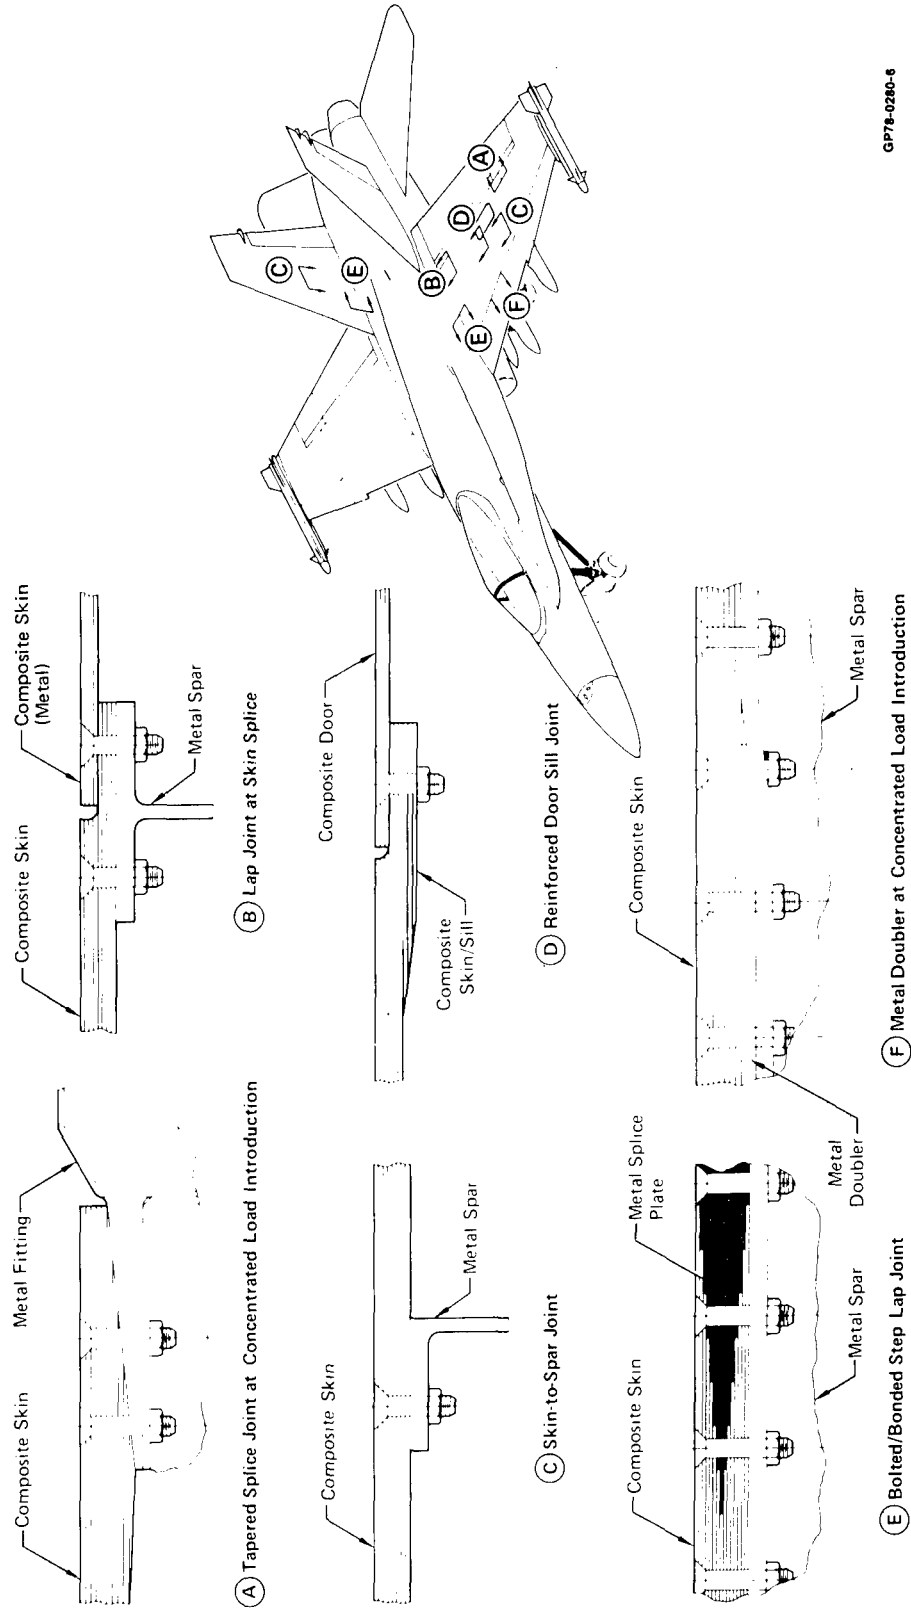 Composite Skin
Metal Fitting
Ⓐ Tapered Splice Joint at Concentrated Load Introduction
Composite Skin
Composite Skin
(Metal)
Metal Spar
Ⓑ Lap Joint at Skin Splice
Composite Skin
Metal Spar
Ⓒ Skin-to-Spar Joint
Composite Door
Composite
Skin/Sill
Ⓓ Reinforced Door Sill Joint
Composite Skin
Metal Splice
Plate
Metal Spar
Ⓔ Bolted/Bonded Step Lap Joint
Composite Skin
Metal
Doubler
Metal Spar
Ⓕ Metal Doubler at Concentrated Load Introduction
Ⓒ
Ⓔ
Ⓑ
Ⓓ
Ⓐ
Ⓒ
Ⓔ
Ⓕ
GP78-0280-6